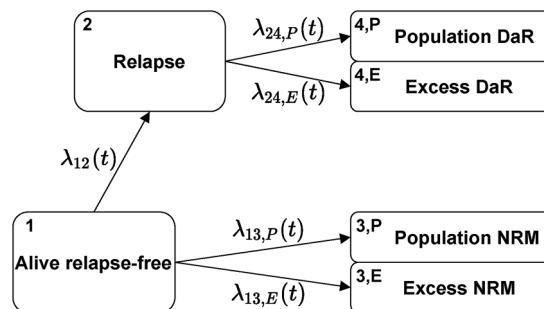 2
Relapse
λ24,P(t)
4,P
Population DaR
λ24,E(t)
4,E
Excess DaR
λ12(t)
1
Alive relapse-free
λ13,P(t)
3,P
Population NRM
λ13,E(t)
3,E
Excess NRM